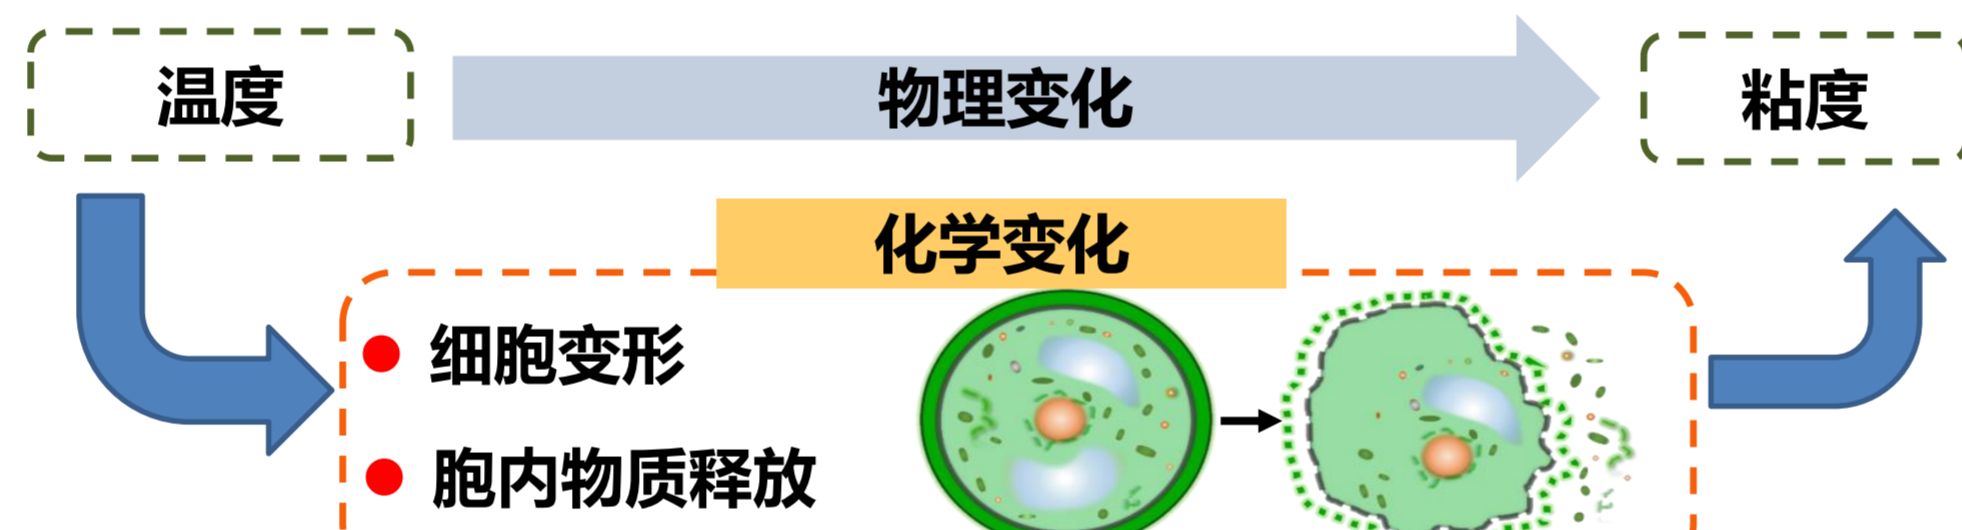 温度
物理变化
粘度
化学变化
细胞变形
胞内物质释放